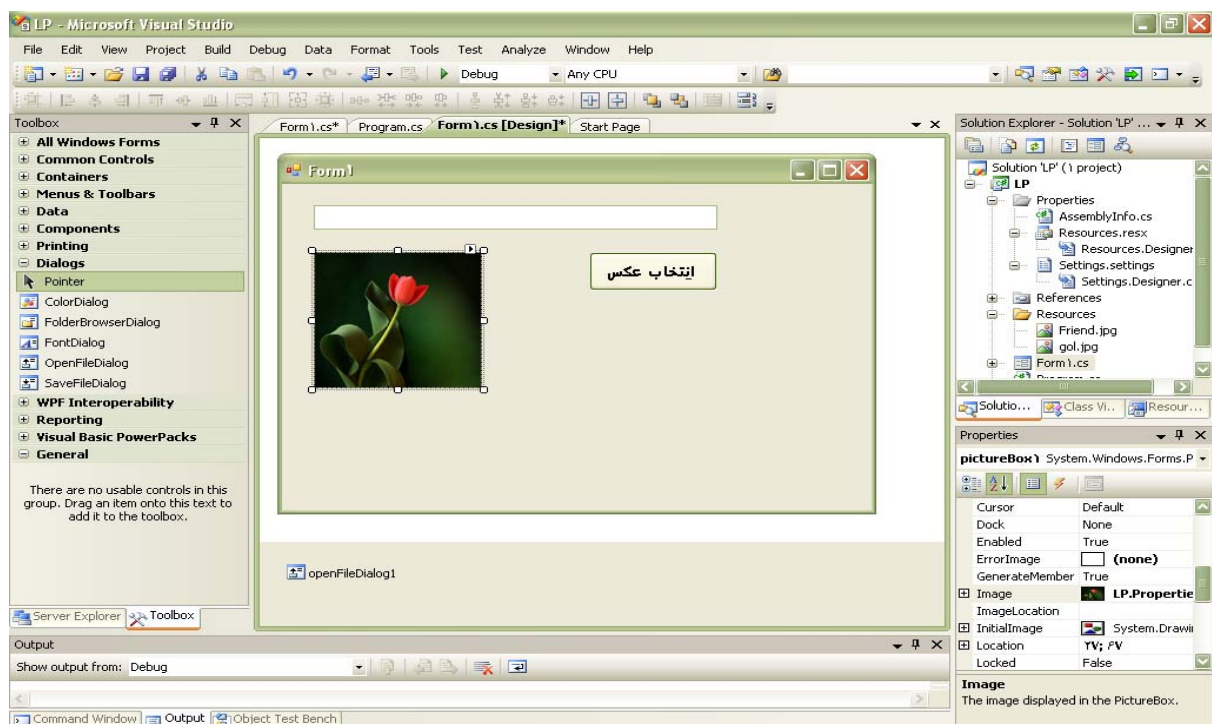 LP - Microsoft Visual Studio
File Edit View Project Build Debug Data Format Tools Test Analyze Window Help
Debug Any CPU
Toolbox
All Windows Forms
Common Controls
Containers
Menus & Toolbars
Data
Components
Printing
Dialogs
Pointer
ColorDialog
FolderBrowserDialog
FontDialog
OpenFileDialog
SaveFileDialog
WPF Interoperability
Reporting
Visual Basic PowerPacks
General
There are no usable controls in this
group. Drag an item onto this text to
add it to the toolbox.
Server Explorer Toolbox
Form۱.cs* Program.cs Form۱.cs [Design]* Start Page
Form۱
انتخاب عکس
openFileDialog1
Solution Explorer - Solution 'LP' ...
Solution 'LP' (۱ project)
LP
Properties
AssemblyInfo.cs
Resources.resx
Resources.Designer
Settings.settings
Settings.Designer.c
References
Resources
Friend.jpg
gol.jpg
Form۱.cs
Solutio... Class Vi... Resour...
Properties
pictureBox۱ System.Windows.Forms.P
Cursor Default
Dock None
Enabled True
ErrorImage (none)
GenerateMember True
Image LP.Propertie
ImageLocation
InitialImage System.Drawi
Location ۲۷; ۶۷
Locked False
Image
The image displayed in the PictureBox.
Output
Show output from: Debug
Command Window Output Object Test Bench